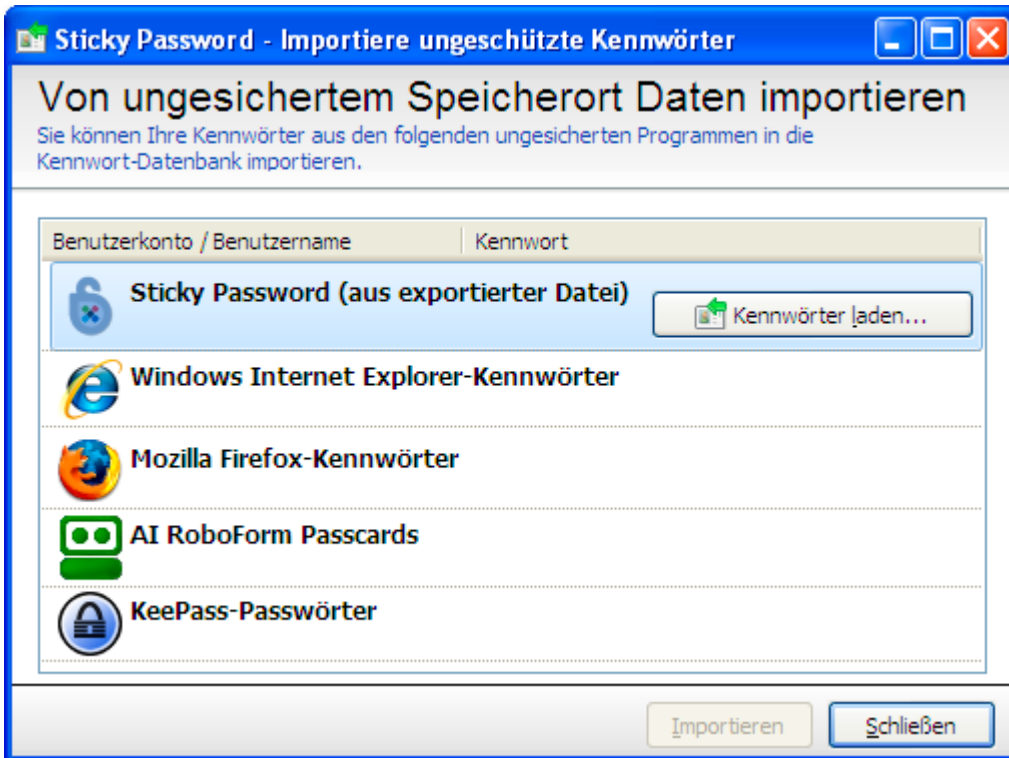 Sticky Password - Importiere ungeschützte Kennwörter
Von ungesichertem Speicherort Daten importieren
Sie können Ihre Kennwörter aus den folgenden ungesicherten Programmen in die
Kennwort-Datenbank importieren.
Benutzerkonto / Benutzername Kennwort
Sticky Password (aus exportierter Datei)
Kennwörter laden...
Windows Internet Explorer-Kennwörter
Mozilla Firefox-Kennwörter
AI RoboForm Passcards
KeePass-Passwörter
Importieren Schließen